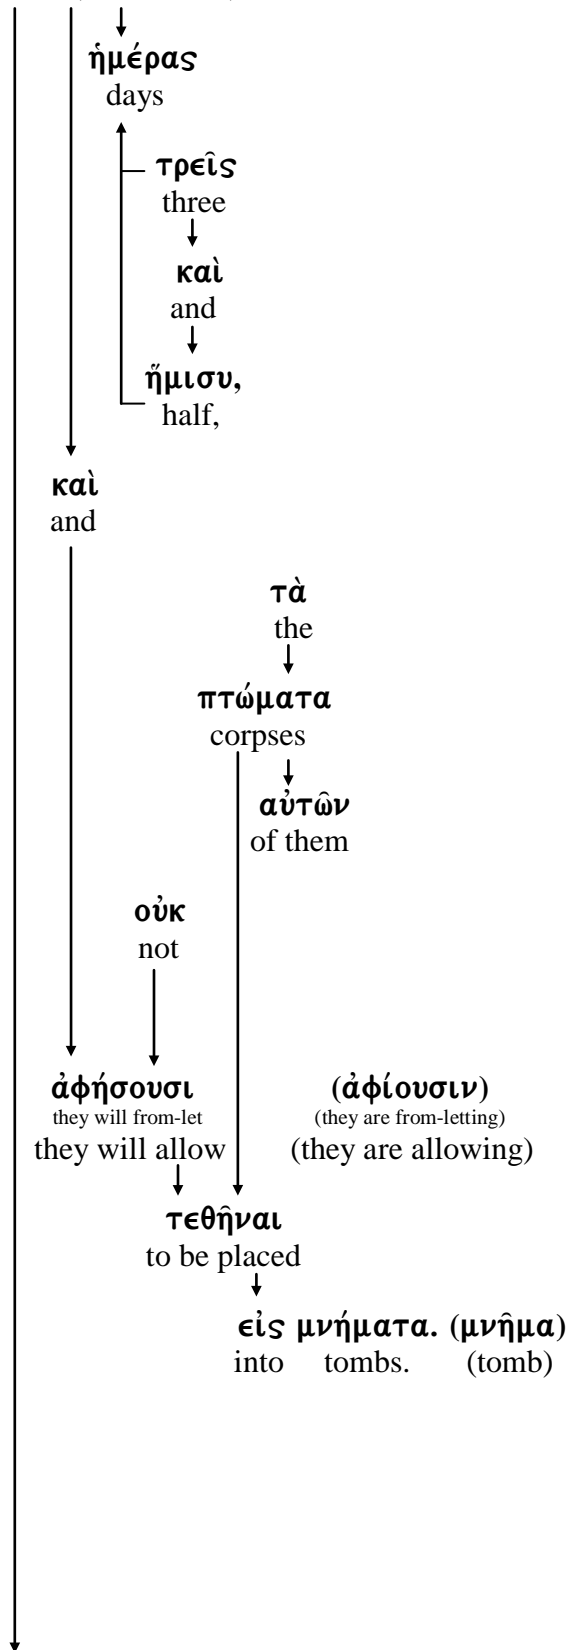 ἡμέρας
days
τρεῖς
three
καὶ
and
ἥμισυ,
half,
καὶ
and
τὰ
the
πτώματα
corpses
αὐτῶν
of them
οὐκ
not
ἀφήσουσι (ἀφίουσιν)
they will from-let (they are from-letting)
they will allow (they are allowing)
τεθῆναι
to be placed
εἰς μνήματα. (μνῆμα)
into tombs. (tomb)